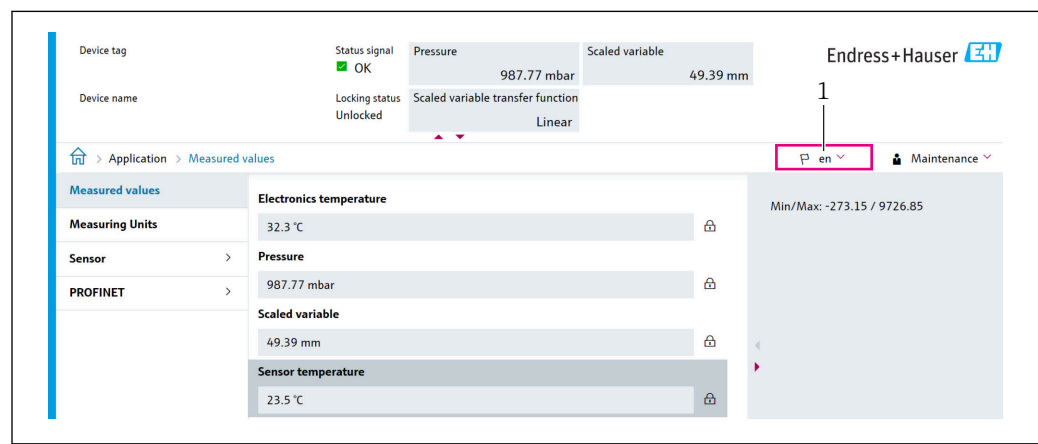 Device tag
Status signal
OK
Pressure
987.77 mbar
Scaled variable
49.39 mm
Endress+Hauser EH
Device name
Locking status
Unlocked
Scaled variable transfer function
Linear
1
> Application > Measured values
en
Maintenance
Measured values
Measuring Units
Sensor >
PROFINET >
Electronics temperature
32.3 °C
Pressure
987.77 mbar
Scaled variable
49.39 mm
Sensor temperature
23.5 °C
Min/Max: -273.15 / 9726.85